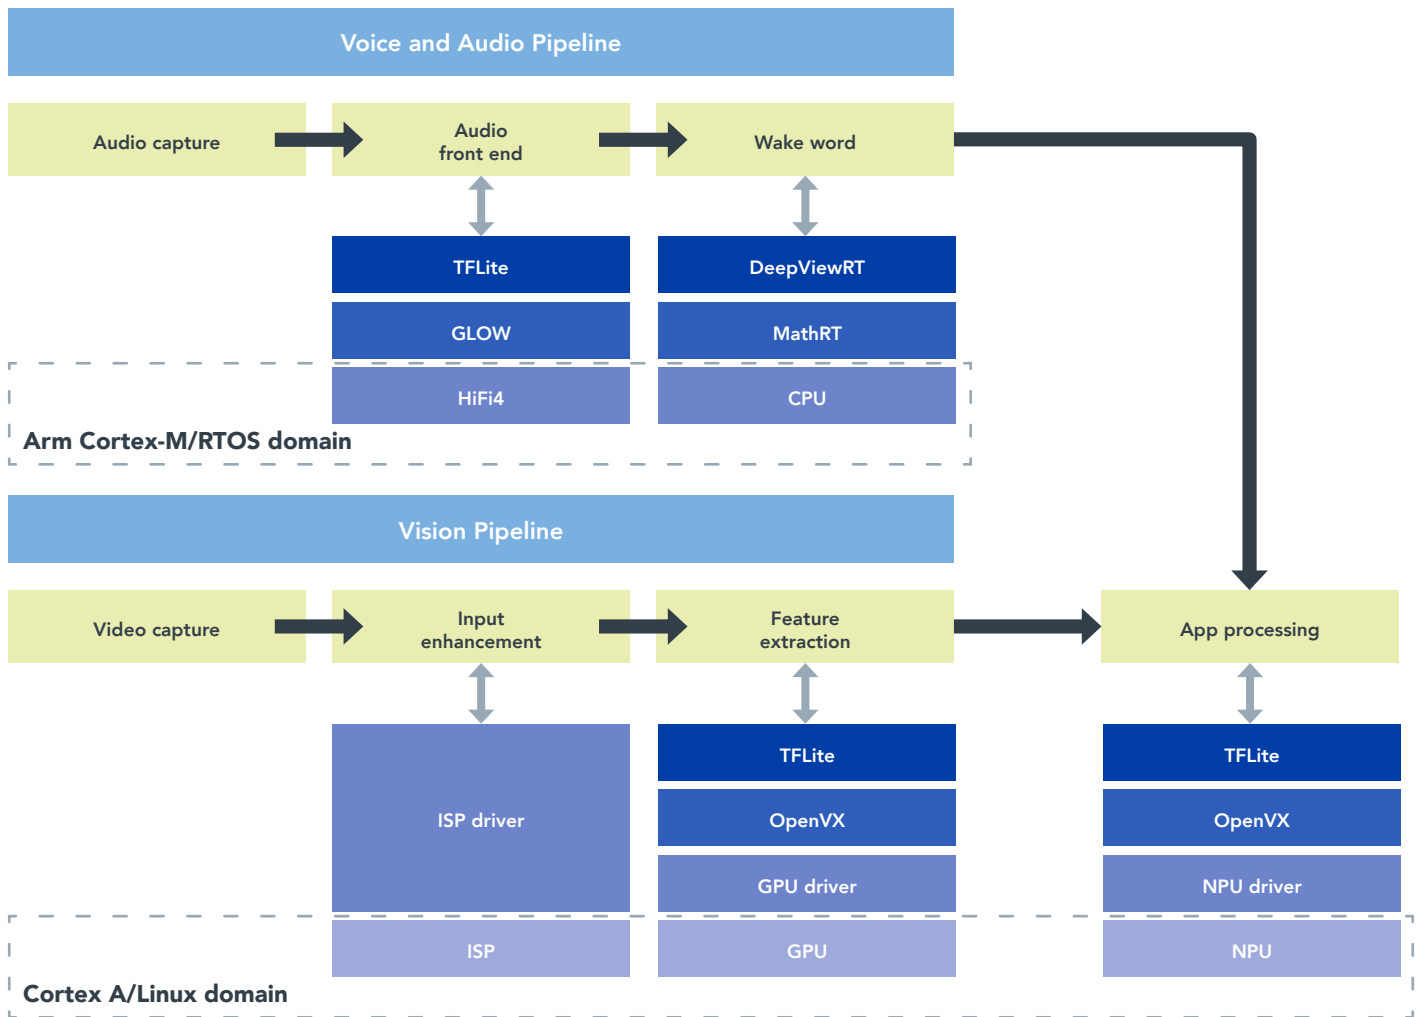 Voice and Audio Pipeline
Audio capture
Audio
front end
Wake word
TFLite
DeepViewRT
GLOW
MathRT
HiFi4
CPU
Arm Cortex-M/RTOS domain
Vision Pipeline
Video capture
Input
enhancement
Feature
extraction
App processing
ISP driver
TFLite
TFLite
OpenVX
OpenVX
GPU driver
NPU driver
ISP
GPU
NPU
Cortex A/Linux domain